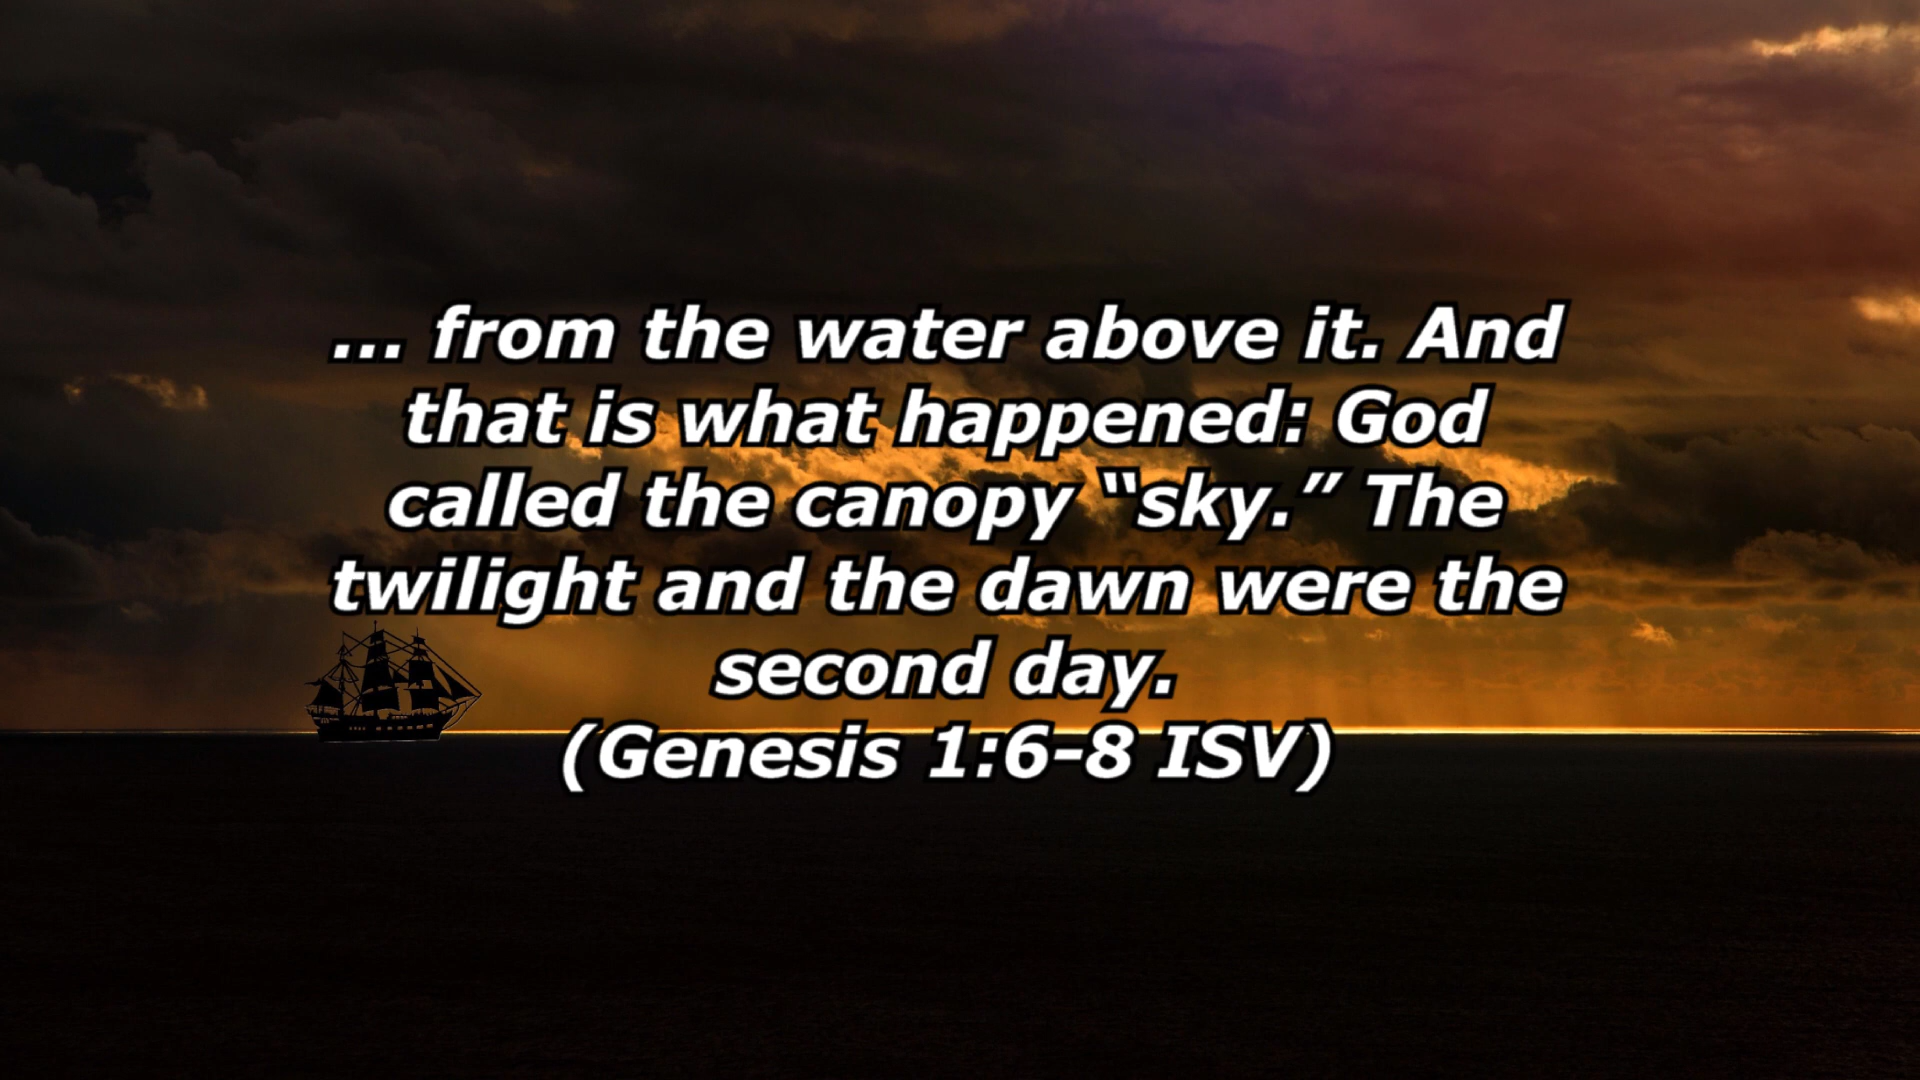 ... from the water above it. And
that is what happened: God
called the canopy “sky.” The
twilight and the dawn were the
second day.
(Genesis 1:6-8 ISV)